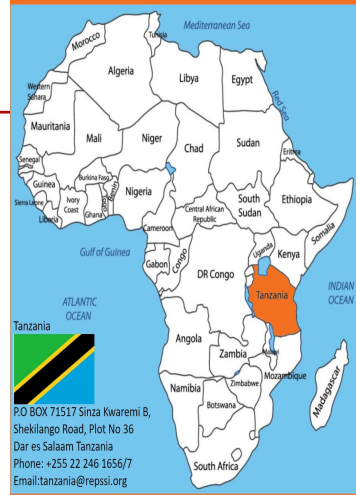 Mediterranean Sea
Tunisia
Morocco
Algeria
Libya
Egypt
Western
Sahara
Red Sea
Mauritania
Mali
Niger
Chad
Sudan
Eritrea
Senegal
Burkina Faso
Guinea
Benin
Nigeria
Sierra Leone
Ivory
Coast
Ghana
Togo
Liberia
Central African
Republic
South
Sudan
Ethiopia
Somalia
Cameroon
Gulf of Guinea
Uganda
Kenya
Gabon
Congo
DR Congo
INDIAN
OCEAN
Tanzania
ATLANTIC
OCEAN
Angola
Malawi
Zambia
Mozambique
Madagascar
Namibia
Zimbabwe
Botswana
South Africa
Tanzania
P.O BOX 71517 Sinza Kwaremi B,
Shekilango Road, Plot No 36
Dar es Salaam Tanzania
Phone: +255 22 246 1656/7
Email:tanzania@repssi.org